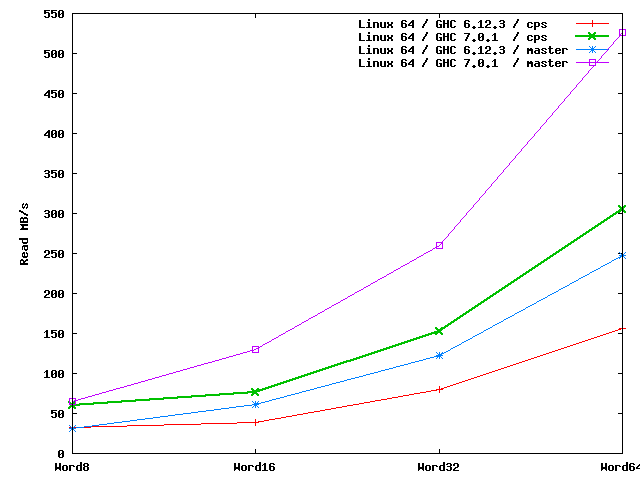 550
500
450
400
350
300
250
200
150
100
50
0
Read MB/s
Linux 64 / GHC 6.12.3 / cps
Linux 64 / GHC 7.0.1  / cps
Linux 64 / GHC 6.12.3 / master
Linux 64 / GHC 7.0.1  / master
Word8 Word16 Word32 Word64